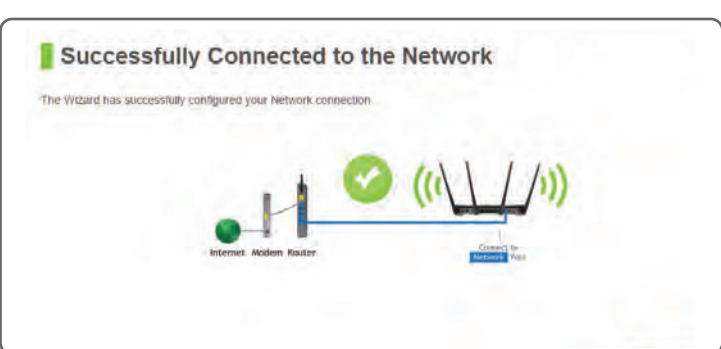 Successfully Connected to the Network
The Wizard has successfully configured your Network connection
Internet Modem Router
Connect to
Network Port